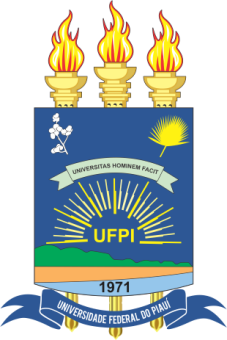 UNIVERSITAS HOMINEM FACIT
UFPI
1971
UNIVERSIDADE FEDERAL DO PIAUÍ